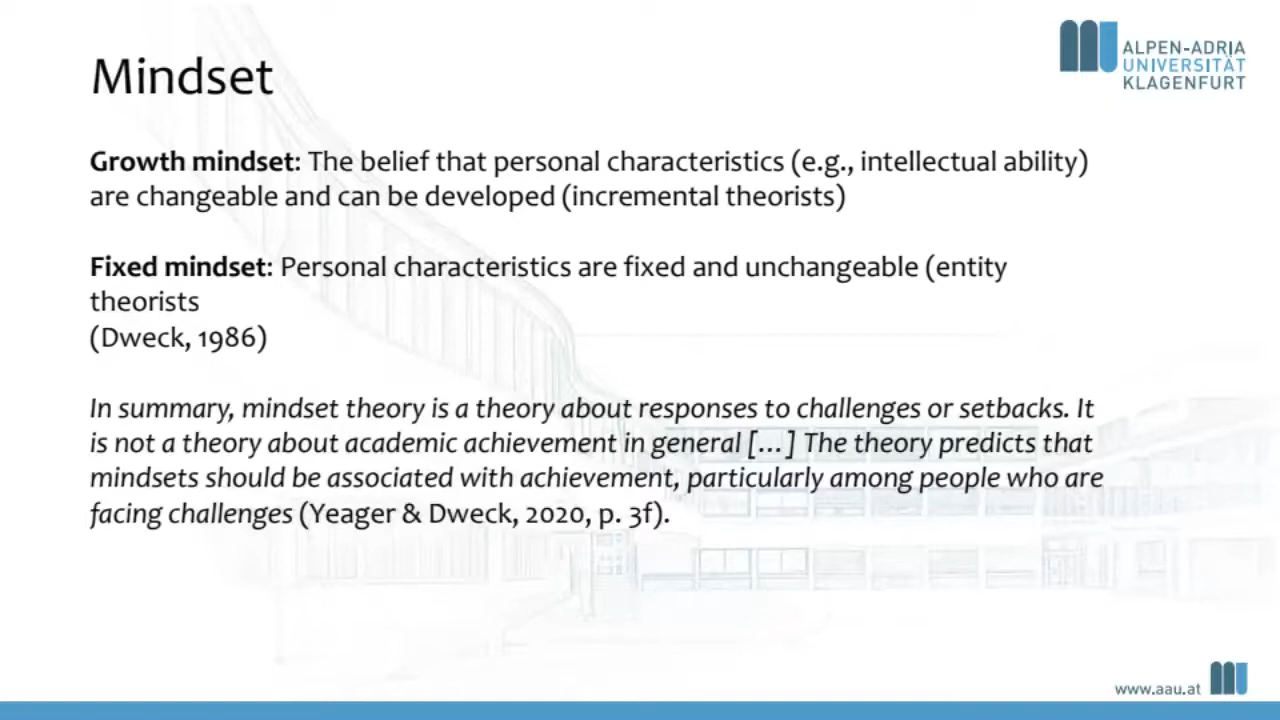 Mindset
ALPEN-ADRIA
UNIVERSITÄT
KLAGENFURT
Growth mindset: The belief that personal characteristics (e.g., intellectual ability)
are changeable and can be developed (incremental theorists)
Fixed mindset: Personal characteristics are fixed and unchangeable (entity
theorists
(Dweck, 1986)
In summary, mindset theory is a theory about responses to challenges or setbacks. It
is not a theory about academic achievement in general [...] The theory predicts that
mindsets should be associated with achievement, particularly among people who are
facing challenges (Yeager & Dweck, 2020, p. 3f).
www.aau.at